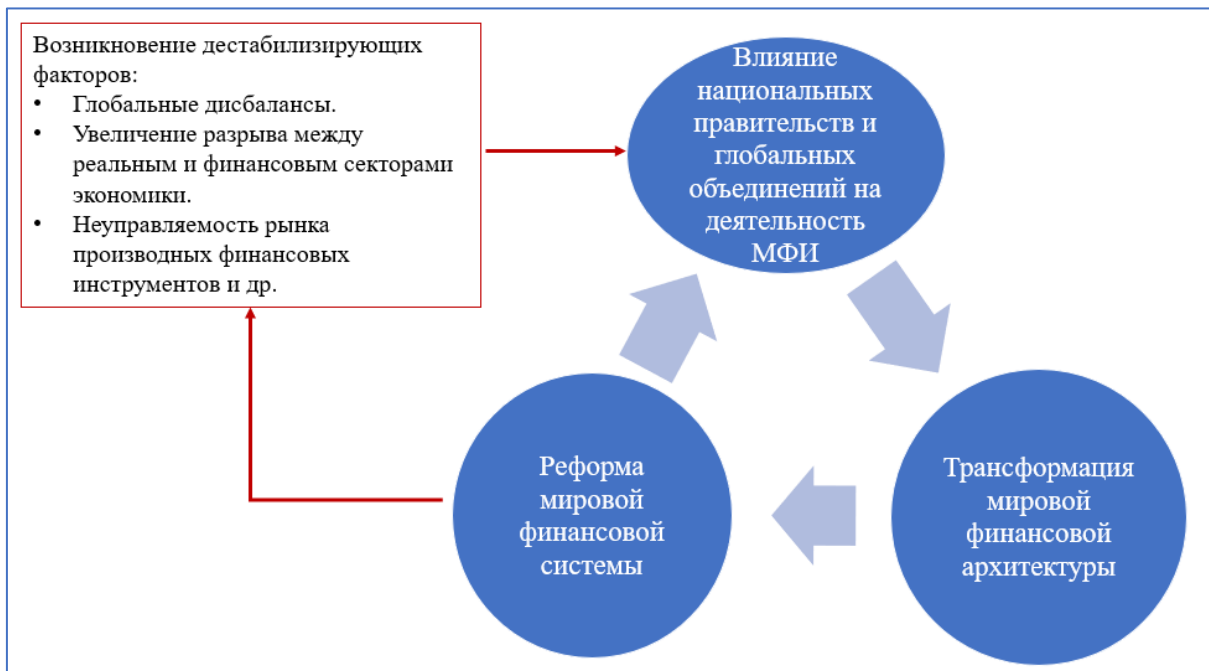 Возникновение дестабилизирующих
факторов:
• Глобальные дисбалансы.
• Увеличение разрыва между
реальным и финансовым секторами
экономики.
• Неуправляемость рынка
производных финансовых
инструментов и др.
Влияние
национальных
правительств и
глобальных
объединений на
деятельность
МФИ
Реформа
мировой
финансовой
системы
Трансформация
мировой
финансовой
архитектуры